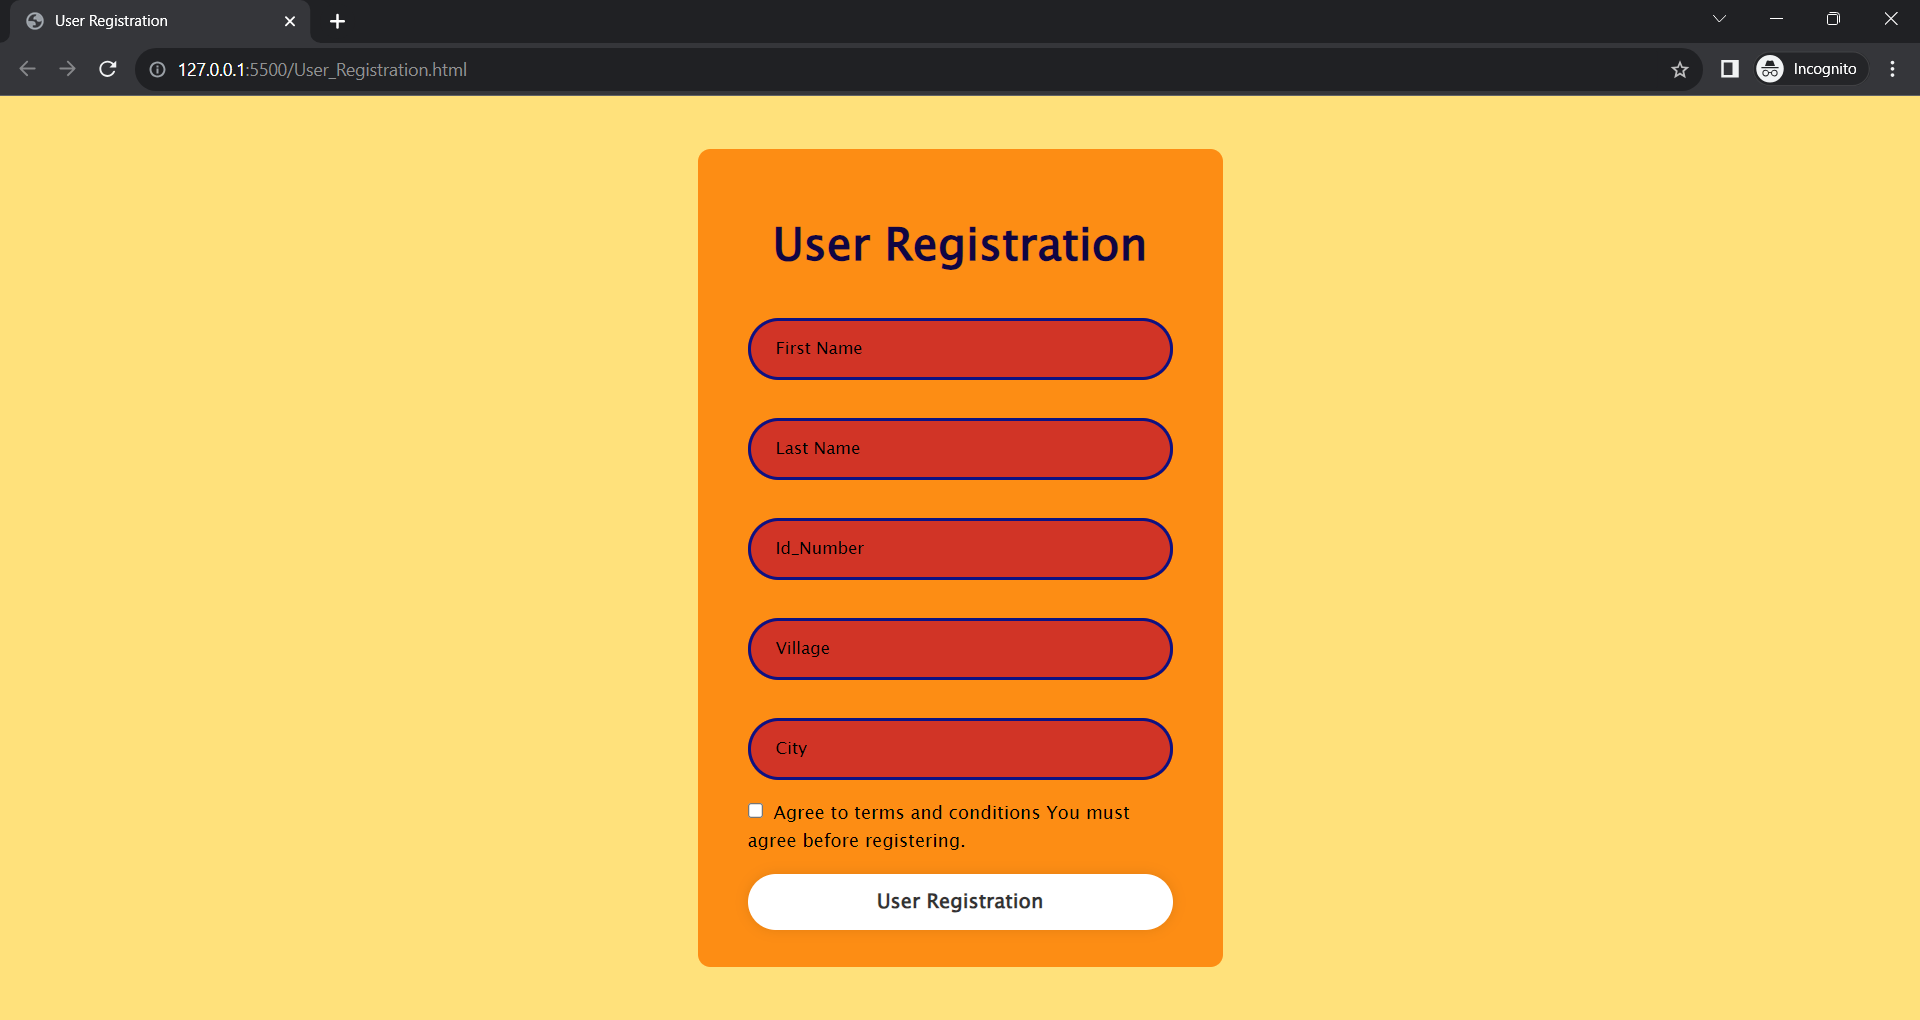 User Registration
127.0.0.1:5500/User_Registration.html
Incognito
User Registration
First Name
Last Name
Id_Number
Village
City
Agree to terms and conditions You must
agree before registering.
User Registration